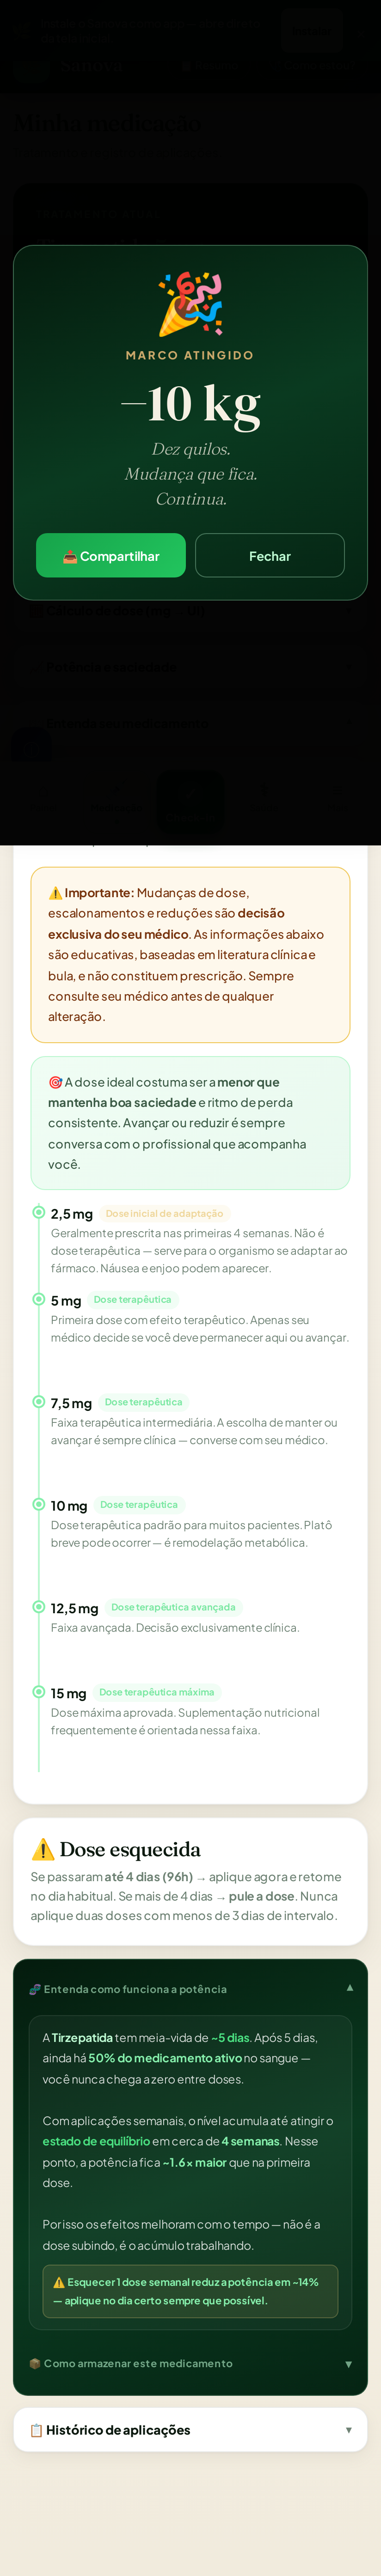 Minha medicação
MARCO ATINGIDO
—10 kg
Dez quilos.
Mudança que fica.
Continua.
📤 Compartilhar
Fechar
⚠️ Importante: Mudanças de dose,
escalonamentos e reduções são decisão
exclusiva do seu médico. As informações abaixo
são educativas, baseadas em literatura clínica e
bula, e não constituem prescrição. Sempre
consulte seu médico antes de qualquer
alteração.
🎯 A dose ideal costuma ser a menor que
mantenha boa saciedade e ritmo de perda
consistente. Avançar ou reduzir é sempre
conversa com o profissional que acompanha
você.
2,5 mg Dose inicial de adaptação
Geralmente prescrita nas primeiras 4 semanas. Não é
dose terapêutica — serve para o organismo se adaptar ao
fármaco. Náusea e enjoo podem aparecer.
5 mg Dose terapêutica
Primeira dose com efeito terapêutico. Apenas seu
médico decide se você deve permanecer aqui ou avançar.
7,5 mg Dose terapêutica
Faixa terapêutica intermediária. A escolha de manter ou
avançar é sempre clínica — converse com seu médico.
10 mg Dose terapêutica
Dose terapêutica padrão para muitos pacientes. Platô
breve pode ocorrer — é remodelação metabólica.
12,5 mg Dose terapêutica avançada
Faixa avançada. Decisão exclusivamente clínica.
15 mg Dose terapêutica máxima
Dose máxima aprovada. Suplementação nutricional
frequentemente é orientada nessa faixa.
⚠️ Dose esquecida
Se passaram até 4 dias (96h) → aplique agora e retome
no dia habitual. Se mais de 4 dias → pule a dose. Nunca
aplique duas doses com menos de 3 dias de intervalo.
🧬 Entenda como funciona a potência ▲
A Tirzepatida tem meia-vida de ~5 dias. Após 5 dias,
ainda há 50% do medicamento ativo no sangue —
você nunca chega a zero entre doses.
Com aplicações semanais, o nível acumula até atingir o
estado de equilíbrio em cerca de 4 semanas. Nesse
ponto, a potência fica ~1.6× maior que na primeira
dose.
Por isso os efeitos melhoram com o tempo — não é a
dose subindo, é o acúmulo trabalhando.
⚠️ Esquecer 1 dose semanal reduz a potência em ~14%
— aplique no dia certo sempre que possível.
📦 Como armazenar este medicamento ▼
📋 Histórico de aplicações ▼